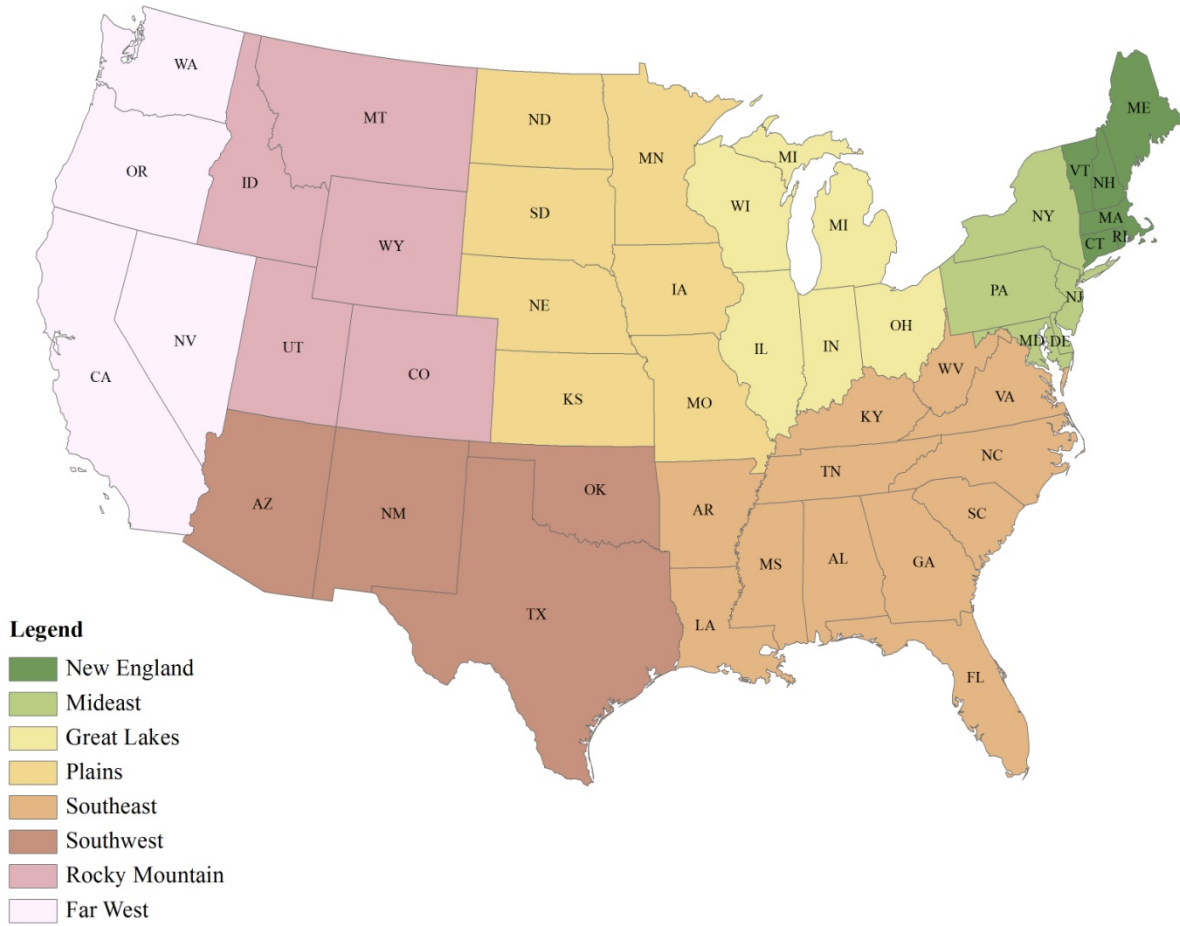 WA
MT
ND
MN
ME
OR
ID
SD
WI
MI
MI
VT
NH
NY
MA
RI
CT
WY
NE
IA
PA
NJ
NV
UT
CO
IL
IN
OH
MD
DE
CA
KS
MO
WV
VA
KY
AZ
NM
OK
AR
TN
NC
SC
TX
LA
MS
AL
GA
FL
Legend
New England
Mideast
Great Lakes
Plains
Southeast
Southwest
Rocky Mountain
Far West